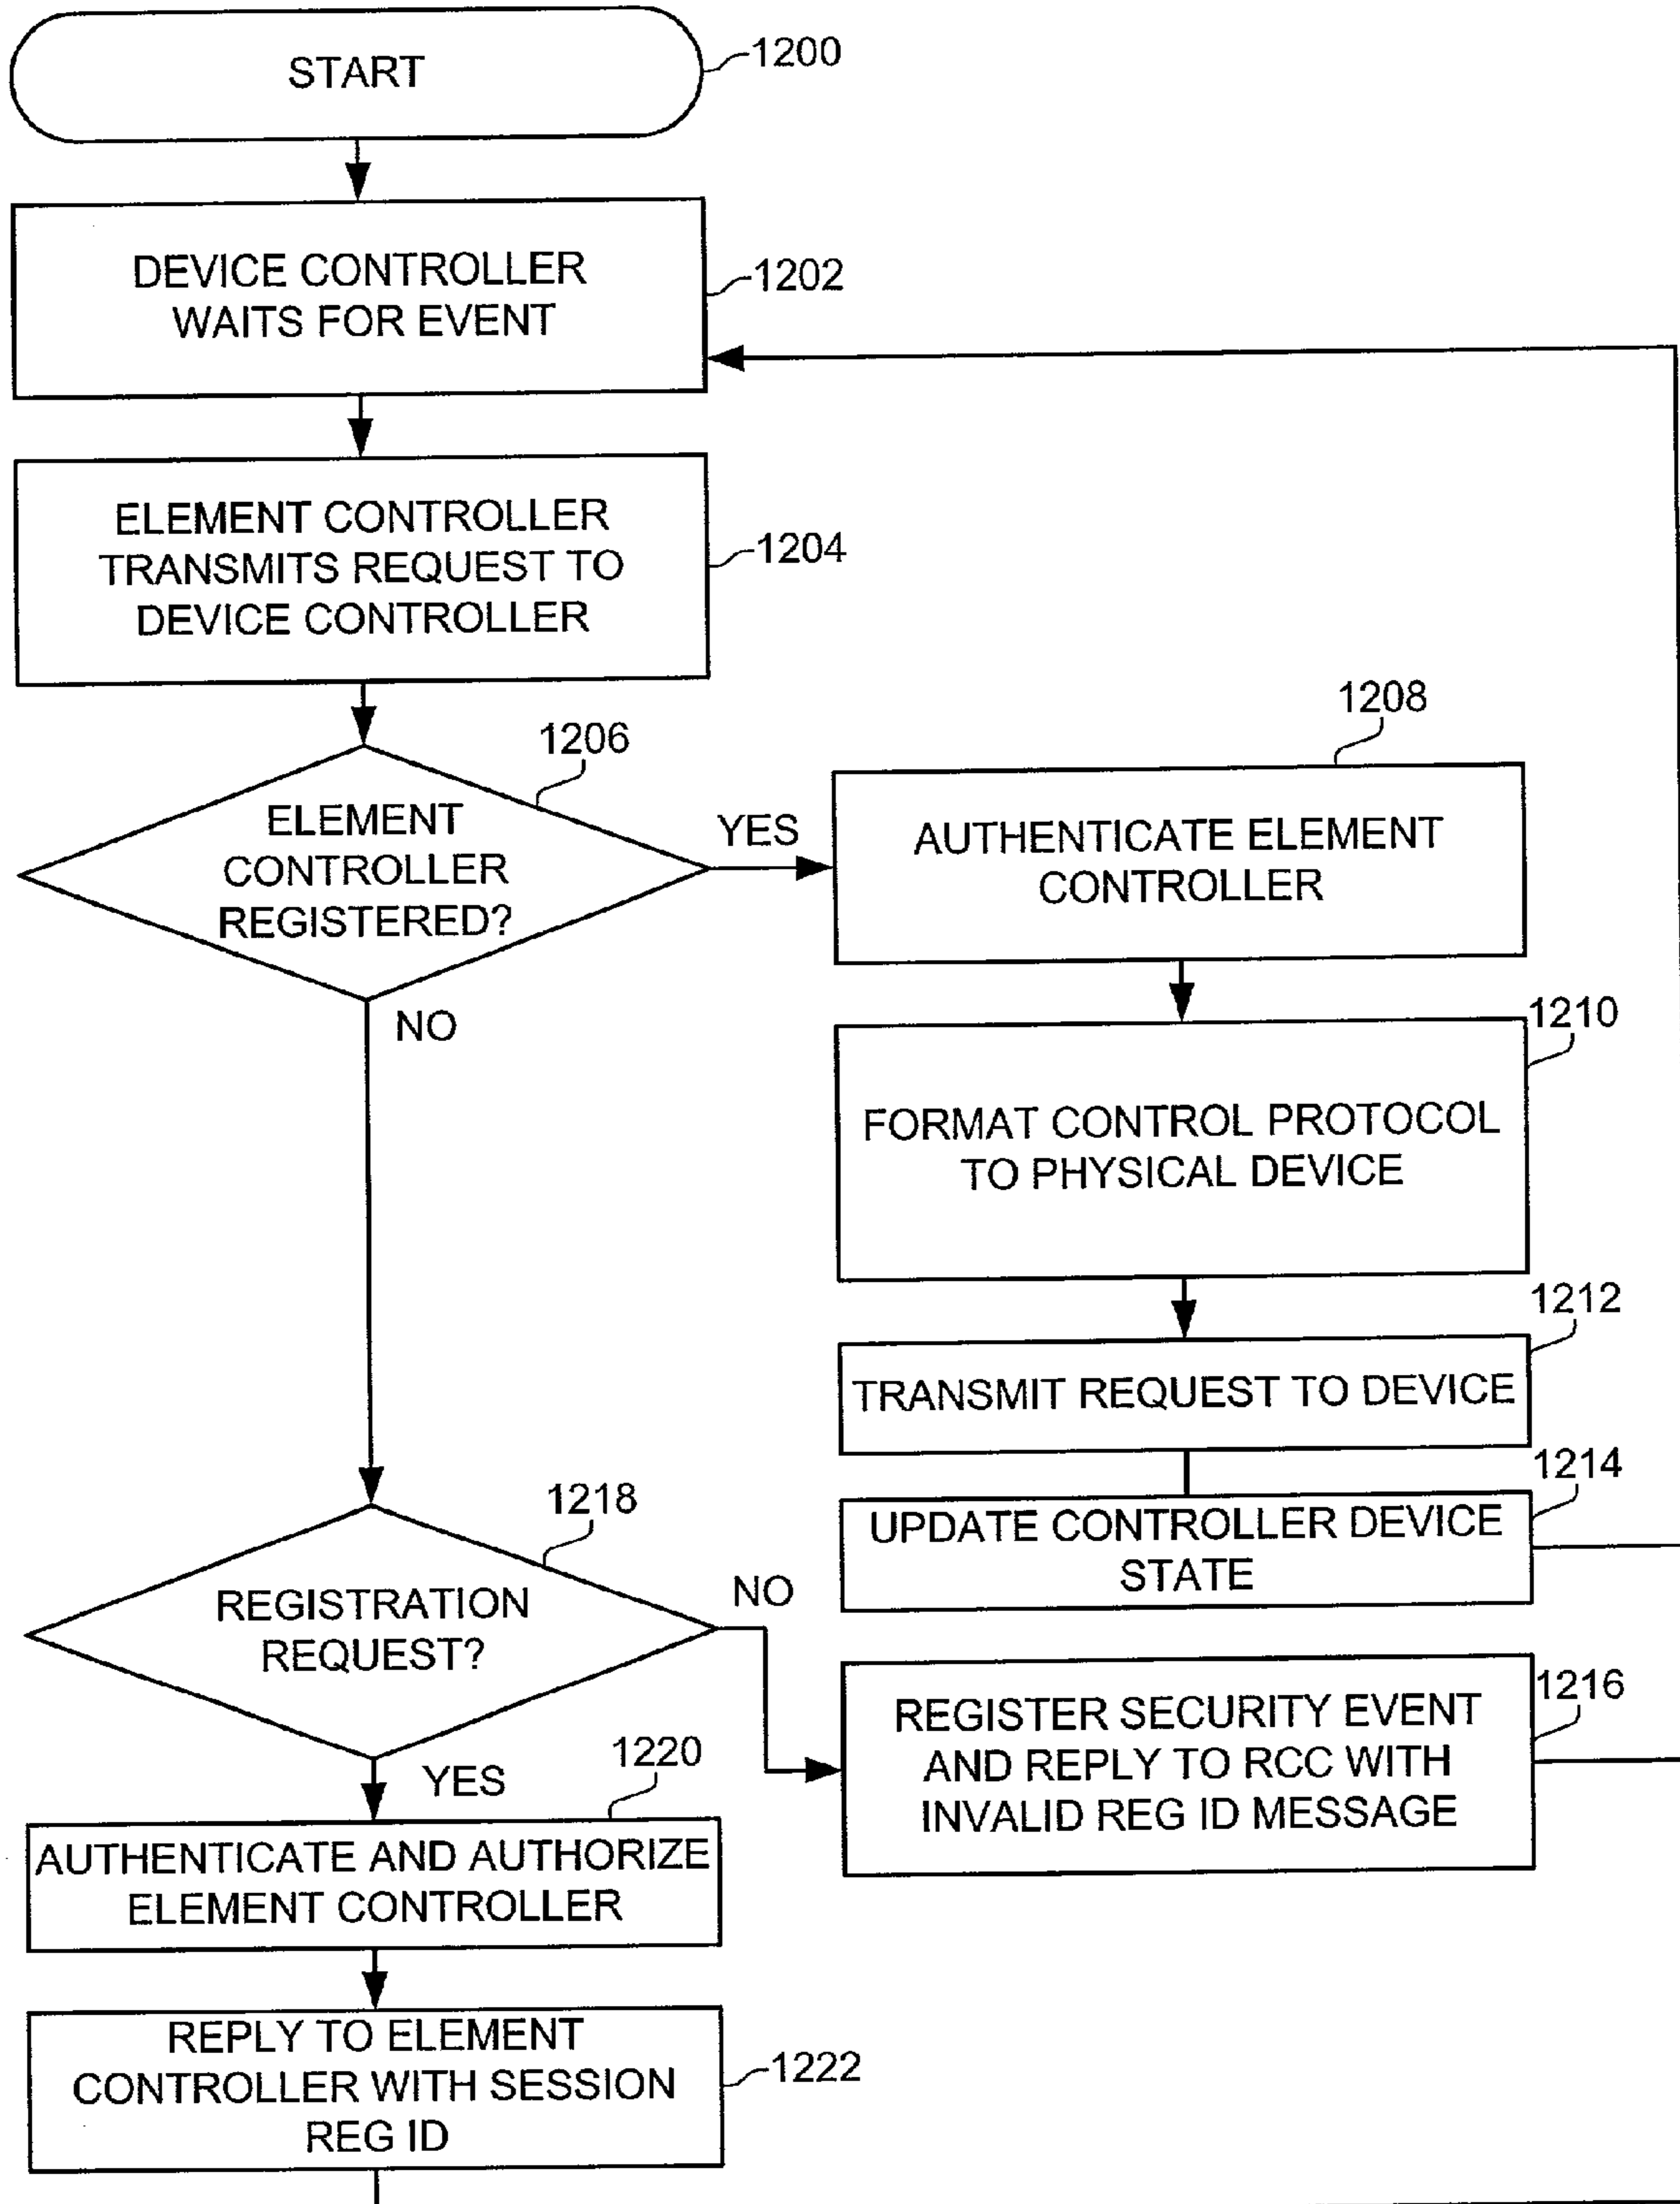 START
1200
DEVICE CONTROLLER
WAITS FOR EVENT
1202
ELEMENT CONTROLLER
TRANSMITS REQUEST TO
DEVICE CONTROLLER
1204
1206
ELEMENT
CONTROLLER
REGISTERED?
YES
NO
1208
AUTHENTICATE ELEMENT
CONTROLLER
1210
FORMAT CONTROL PROTOCOL
TO PHYSICAL DEVICE
1212
TRANSMIT REQUEST TO DEVICE
1214
UPDATE CONTROLLER DEVICE
STATE
1218
REGISTRATION
REQUEST?
NO
YES
1216
REGISTER SECURITY EVENT
AND REPLY TO RCC WITH
INVALID REG ID MESSAGE
1220
AUTHENTICATE AND AUTHORIZE
ELEMENT CONTROLLER
REPLY TO ELEMENT
CONTROLLER WITH SESSION
REG ID
1222